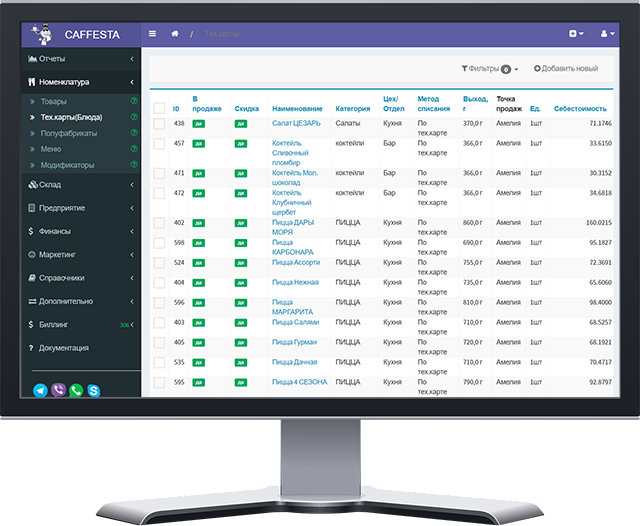 CAFFESTA
/ Тех.карты
Отчеты
Номенклатура
Товары
Тех.карты(Блюда)
Полуфабрикаты
Меню
Модификаторы
Склад
Предприятие
Финансы
Маркетинг
Справочники
Дополнительно
Биллинг 306
Документация
Фильтры 0 Добавить новый
ID В продаже Скидка Наименование Категория Цех/Отдел Метод списания Выход, г Точка продаж Ед. Себестоимость
438 да да Салат ЦЕЗАРЬ Салаты Кухня По тех.карте 370,0 г Амелия 1шт 71.1746
457 да да Коктейль Сливочный пломбир коктейли Бар По тех.карте 366,0 г Амелия 1шт 33.6150
471 да да Коктейль Мол. шоколад коктейли Бар По тех.карте 366,0 г Амелия 1шт 30.3152
472 да да Коктейль Клубничный щербет коктейли Бар По тех.карте 366,0 г Амелия 1шт 34.6818
402 да да Пицца ДАРЫ МОРЯ ПИЦЦА Кухня По тех.карте 860,0 г Амелия 1шт 160.0215
598 да да Пицца КАРБОНАРА ПИЦЦА Кухня По тех.карте 690,0 г Амелия 1шт 95.1827
524 да да Пицца Ассорти ПИЦЦА Кухня По тех.карте 755,0 г Амелия 1шт 72.3691
404 да да Пицца Нежная ПИЦЦА Кухня По тех.карте 735,0 г Амелия 1шт 65.6060
596 да да Пицца МАРГАРИТА ПИЦЦА Кухня По тех.карте 810,0 г Амелия 1шт 98.4000
403 да да Пицца Салями ПИЦЦА Кухня По тех.карте 710,0 г Амелия 1шт 68.5257
405 да да Пицца Гурман ПИЦЦА Кухня По тех.карте 720,0 г Амелия 1шт 68.1921
535 да да Пицца Дачная ПИЦЦА Кухня По тех.карте 710,0 г Амелия 1шт 70.4717
595 да да Пицца 4 СЕЗОНА ПИЦЦА Кухня По тех.карте 790,0 г Амелия 1шт 92.8797